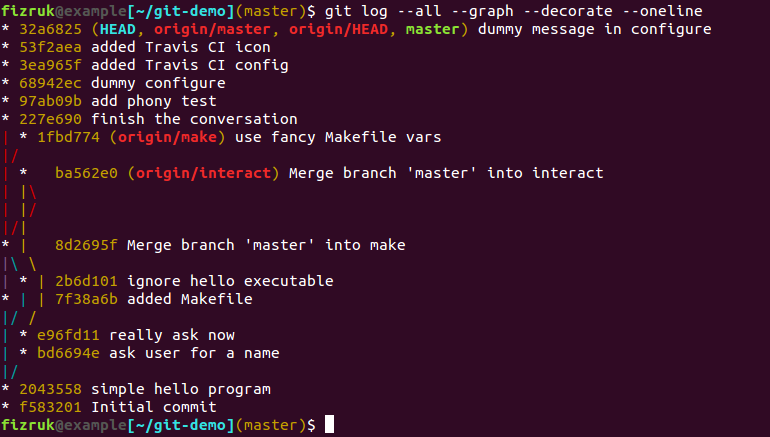 fizruk@example[~/git-demo](master)$ git log --all --graph --decorate --oneline
* 32a6825 (HEAD, origin/master, origin/HEAD, master) dummy message in configure
* 53f2aea added Travis CI icon
* 3ea965f added Travis CI config
* 68942ec dummy configure
* 97ab09b add phony test
* 227e690 finish the conversation
| * 1fbd774 (origin/make) use fancy Makefile vars
|/
| *   ba562e0 (origin/interact) Merge branch 'master' into interact
| |\
| |/
|/|
* |   8d2695f Merge branch 'master' into make
|\ \
| * | 2b6d101 ignore hello executable
* | | 7f38a6b added Makefile
|/ /
| * e96fd11 really ask now
| * bd6694e ask user for a name
|/
* 2043558 simple hello program
* f583201 Initial commit
fizruk@example[~/git-demo](master)$